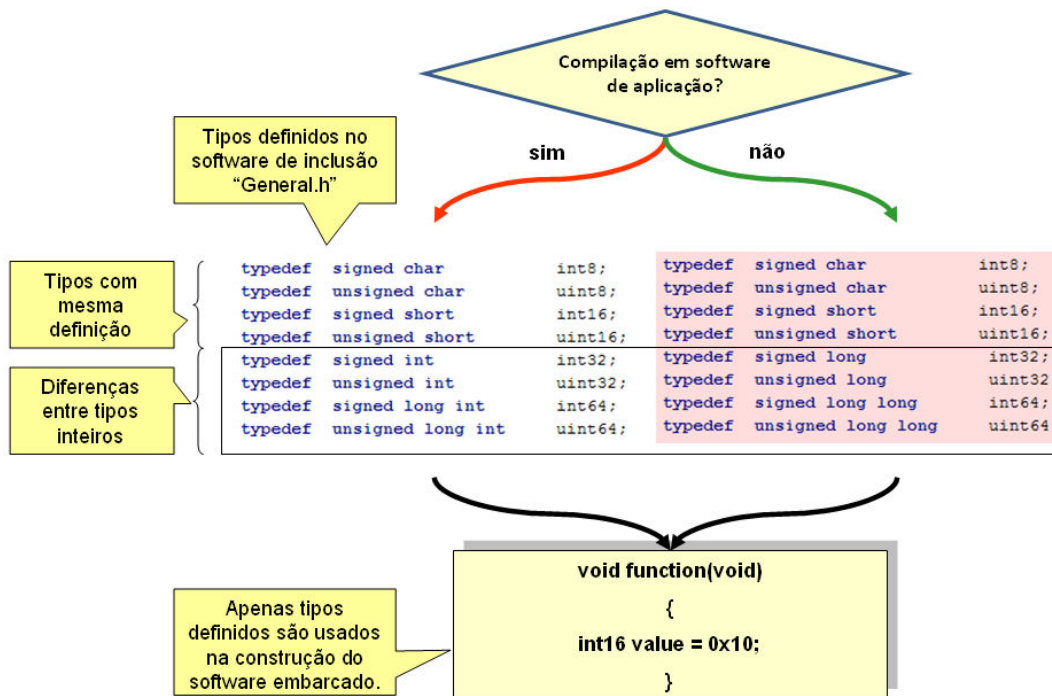 Compilação em software
de aplicação?
Tipos definidos no
software de inclusão
“General.h”
sim
não
Tipos com
mesma
definição
Diferenças
entre tipos
inteiros
typedef signed char int8;
typedef unsigned char uint8;
typedef signed short int16;
typedef unsigned short uint16;
typedef signed int int32;
typedef unsigned int uint32;
typedef signed long int int64;
typedef unsigned long int uint64;
typedef signed char int8;
typedef unsigned char uint8;
typedef signed short int16;
typedef unsigned short uint16;
typedef signed long int32;
typedef unsigned long uint32
typedef signed long long int64;
typedef unsigned long long uint64
void function(void)
{
int16 value = 0x10;
}
Apenas tipos
definidos são usados
na construção do
software embarcado.